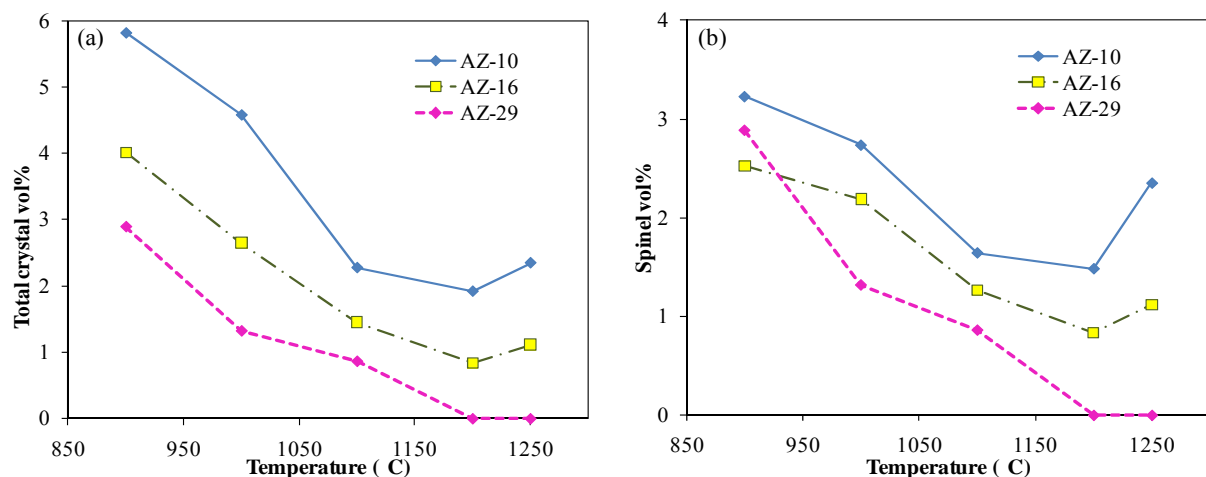 (a)
AZ-10
AZ-16
AZ-29
Total crystal vol%
6
5
4
3
2
1
0
850
950
1050
1150
1250
Temperature ( C)
(b)
AZ-10
AZ-16
AZ-29
Spinel vol%
4
3
2
1
0
850
950
1050
1150
1250
Temperature ( C)